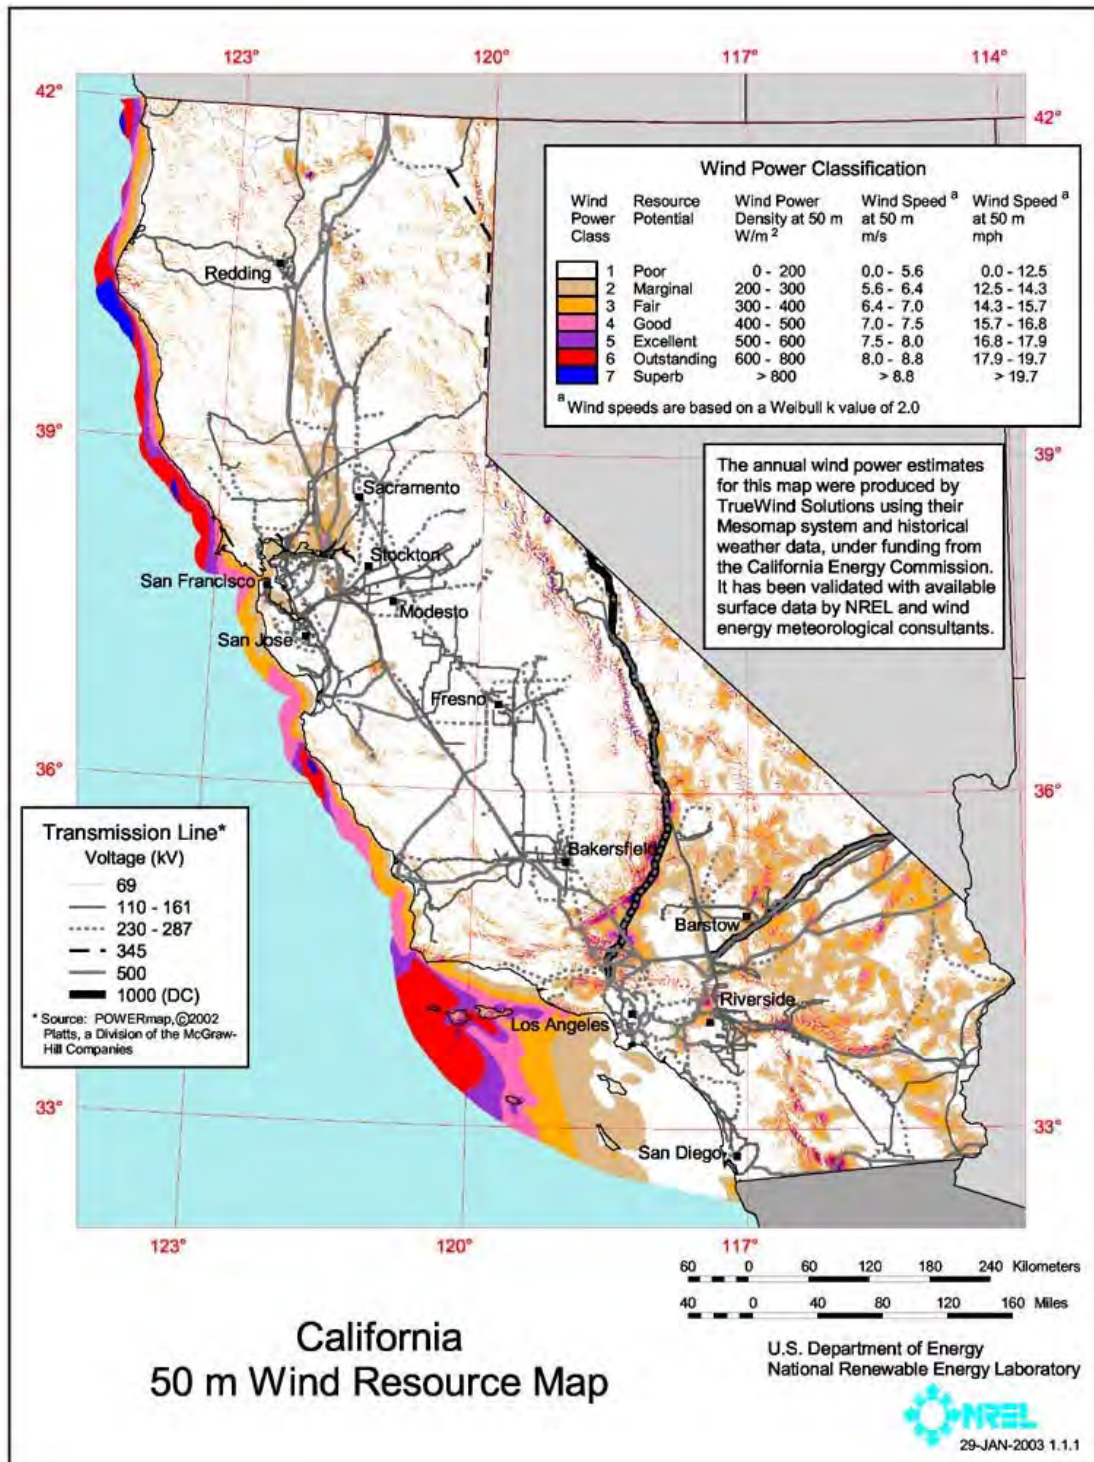 123°
120°
117°
114°
42°
42°
Wind Power Classification
Wind Power Class
Resource Potential
Wind Power Density at 50 m W/m 2
Wind Speed a at 50 m m/s
Wind Speed a at 50 m mph
1 Poor 0 - 200 0.0 - 5.6 0.0 - 12.5
2 Marginal 200 - 300 5.6 - 6.4 12.5 - 14.3
3 Fair 300 - 400 6.4 - 7.0 14.3 - 15.7
4 Good 400 - 500 7.0 - 7.5 15.7 - 16.8
5 Excellent 500 - 600 7.5 - 8.0 16.8 - 17.9
6 Outstanding 600 - 800 8.0 - 8.8 17.9 - 19.7
7 Superb > 800 > 8.8 > 19.7
a Wind speeds are based on a Weibull k value of 2.0
Redding
39°
39°
The annual wind power estimates
for this map were produced by
TrueWind Solutions using their
Mesomap system and historical
weather data, under funding from
the California Energy Commission.
It has been validated with available
surface data by NREL and wind
energy meteorological consultants.
Sacramento
Stockton
San Francisco
Modesto
San Jose
Fresno
36°
36°
Transmission Line*
Voltage (kV)
69
110 - 161
230 - 287
345
500
1000 (DC)
* Source: POWERmap,©2002
Platts, a Division of the McGraw-
Hill Companies
Bakersfield
Barstow
Riverside
Los Angeles
33°
33°
San Diego
123°
120°
117°
60 0 60 120 180 240 Kilometers
40 0 40 80 120 160 Miles
California
50 m Wind Resource Map
U.S. Department of Energy
National Renewable Energy Laboratory
NREL
29-JAN-2003 1.1.1